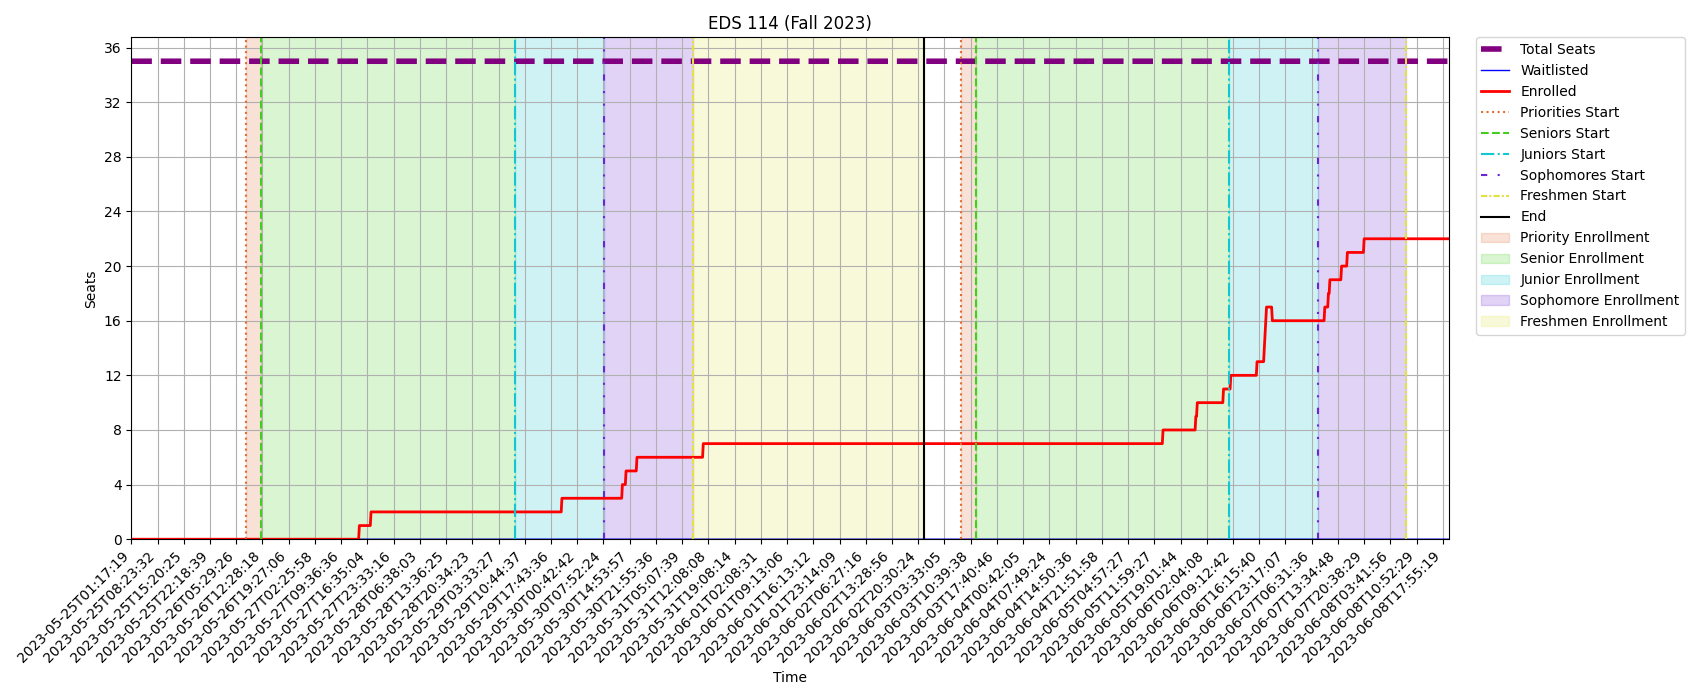 EDS 114 (Fall 2023)
36
32
28
24
20
16
12
8
4
0
Seats
2023-05-25T01:17:19
2023-05-25T08:23:32
2023-05-25T15:20:25
2023-05-25T22:18:39
2023-05-26T05:29:26
2023-05-26T12:28:18
2023-05-26T19:27:06
2023-05-27T02:25:58
2023-05-27T09:36:36
2023-05-27T16:35:04
2023-05-27T23:33:16
2023-05-28T06:38:03
2023-05-28T13:36:25
2023-05-28T20:34:23
2023-05-29T03:33:27
2023-05-29T10:44:37
2023-05-29T17:43:36
2023-05-30T00:42:42
2023-05-30T07:52:24
2023-05-30T14:53:57
2023-05-30T21:55:36
2023-05-31T05:07:39
2023-05-31T12:08:08
2023-05-31T19:08:14
2023-06-01T02:08:31
2023-06-01T09:13:06
2023-06-01T16:13:12
2023-06-01T23:14:09
2023-06-02T06:27:16
2023-06-02T13:28:56
2023-06-02T20:30:24
2023-06-03T03:33:05
2023-06-03T10:39:38
2023-06-03T17:40:46
2023-06-04T00:42:05
2023-06-04T07:49:24
2023-06-04T14:50:36
2023-06-04T21:51:58
2023-06-05T04:57:27
2023-06-05T11:59:27
2023-06-05T19:01:44
2023-06-06T02:04:08
2023-06-06T09:12:42
2023-06-06T16:15:40
2023-06-06T23:17:07
2023-06-07T06:31:36
2023-06-07T13:34:48
2023-06-07T20:38:29
2023-06-08T03:41:56
2023-06-08T10:52:29
2023-06-08T17:55:19
Time
Total Seats
Waitlisted
Enrolled
Priorities Start
Seniors Start
Juniors Start
Sophomores Start
Freshmen Start
End
Priority Enrollment
Senior Enrollment
Junior Enrollment
Sophomore Enrollment
Freshmen Enrollment